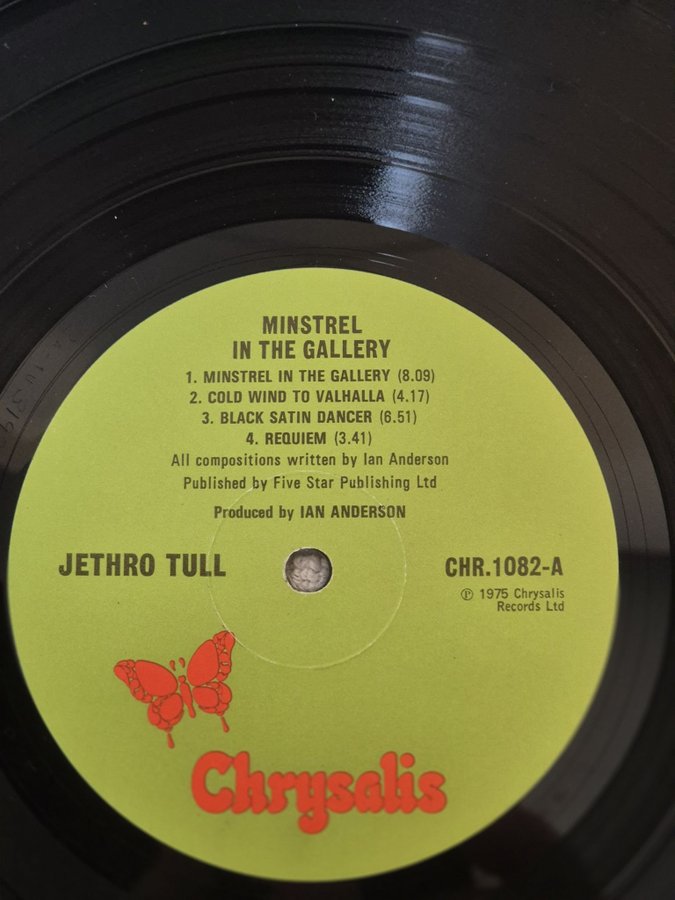 MINSTREL
IN THE GALLERY
1. MINSTREL IN THE GALLERY (8.09)
2. COLD WIND TO VALHALLA (4.17)
3. BLACK SATIN DANCER (6.51)
4. REQUIEM (3.41)
All compositions written by Ian Anderson
Published by Five Star Publishing Ltd
Produced by IAN ANDERSON
JETHRO TULL
CHR.1082-A
℗ 1975 Chrysalis
Records Ltd
Chrysalis